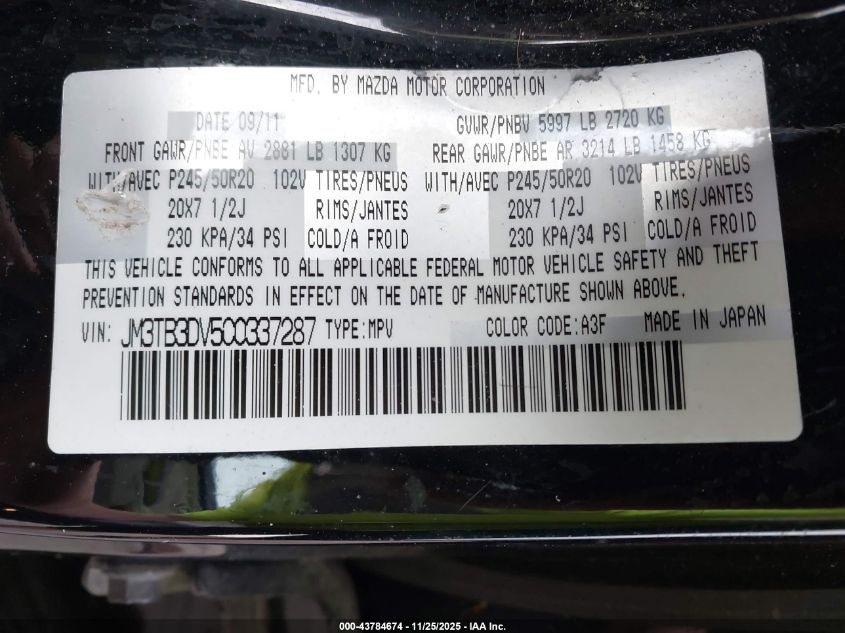 MFD. BY MAZDA MOTOR CORPORATION
DATE 09/11 GVWR/PNBV 5997 LB 2720 KG
FRONT GAWR/PNBE AV 2881 LB 1307 KG REAR GAWR/PNBE AR 3214 LB 1458 KG
WITH/AVEC P245/50R20 102V TIRES/PNEUS WITH/AVEC P245/50R20 102V TIRES/PNEUS
20X7 1/2J RIMS/JANTES 20X7 1/2J RIMS/JANTES
230 KPA/34 PSI COLD/A FROID 230 KPA/34 PSI COLD/A FROID
THIS VEHICLE CONFORMS TO ALL APPLICABLE FEDERAL MOTOR VEHICLE SAFETY AND THEFT
PREVENTION STANDARDS IN EFFECT ON THE DATE OF MANUFACTURE SHOWN ABOVE.
VIN: JM3TB3DV5C0337287 TYPE:MPV COLOR CODE:A3F MADE IN JAPAN
000-43784674 - 11/25/2025 - IAA Inc.